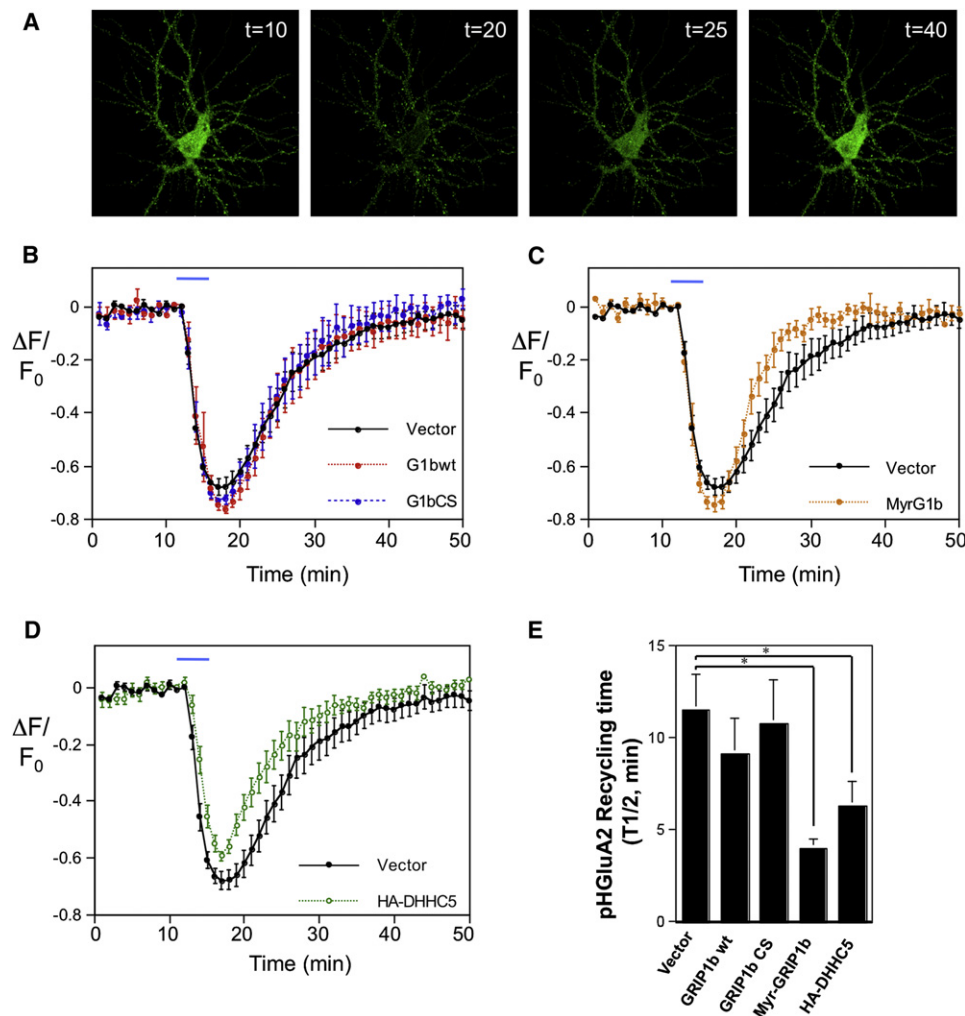 A
t=10
t=20
t=25
t=40
B
ΔF/
F0
0
-0.2
-0.4
-0.6
-0.8
Vector
G1bwt
G1bCS
0 10 20 30 40 50
Time (min)
C
ΔF/
F0
0
-0.2
-0.4
-0.6
-0.8
Vector
MyrG1b
0 10 20 30 40 50
Time (min)
D
ΔF/
F0
0
-0.2
-0.4
-0.6
-0.8
Vector
HA-DHHC5
0 10 20 30 40 50
Time (min)
E
pHGluA2 Recycling time
(T1/2, min)
15
10
5
0
*
*
Vector
GRIP1b wt
GRIP1b CS
Myr-GRIP1b
HA-DHHC5